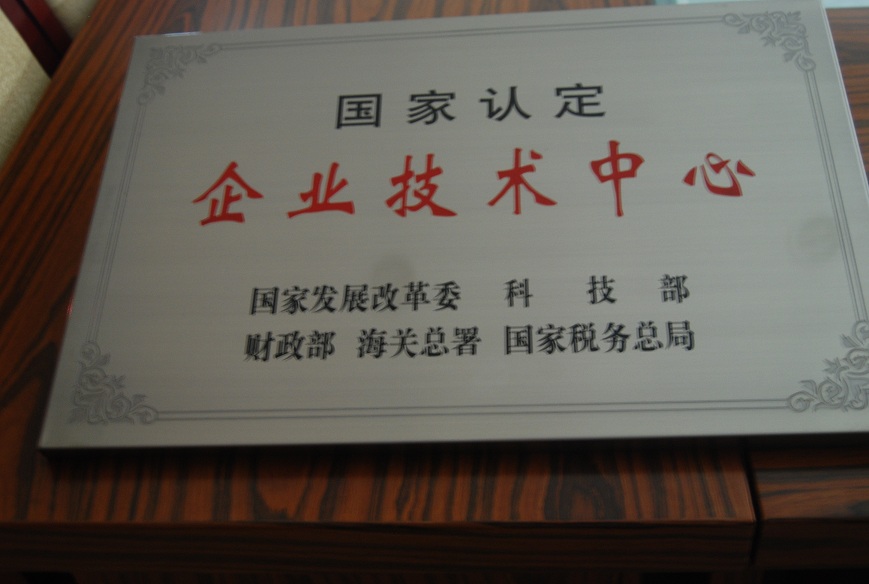 国家认定
企业技术中心
国家发展改革委 科技部
财政部 海关总署 国家税务总局